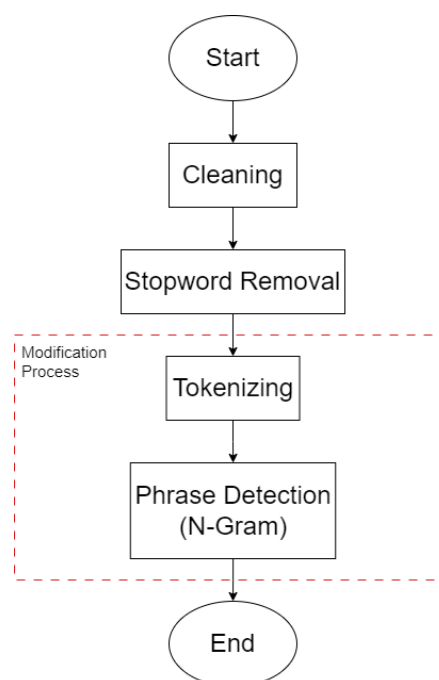 Start
Cleaning
Stopword Removal
Modification
Process
Tokenizing
Phrase Detection
(N-Gram)
End